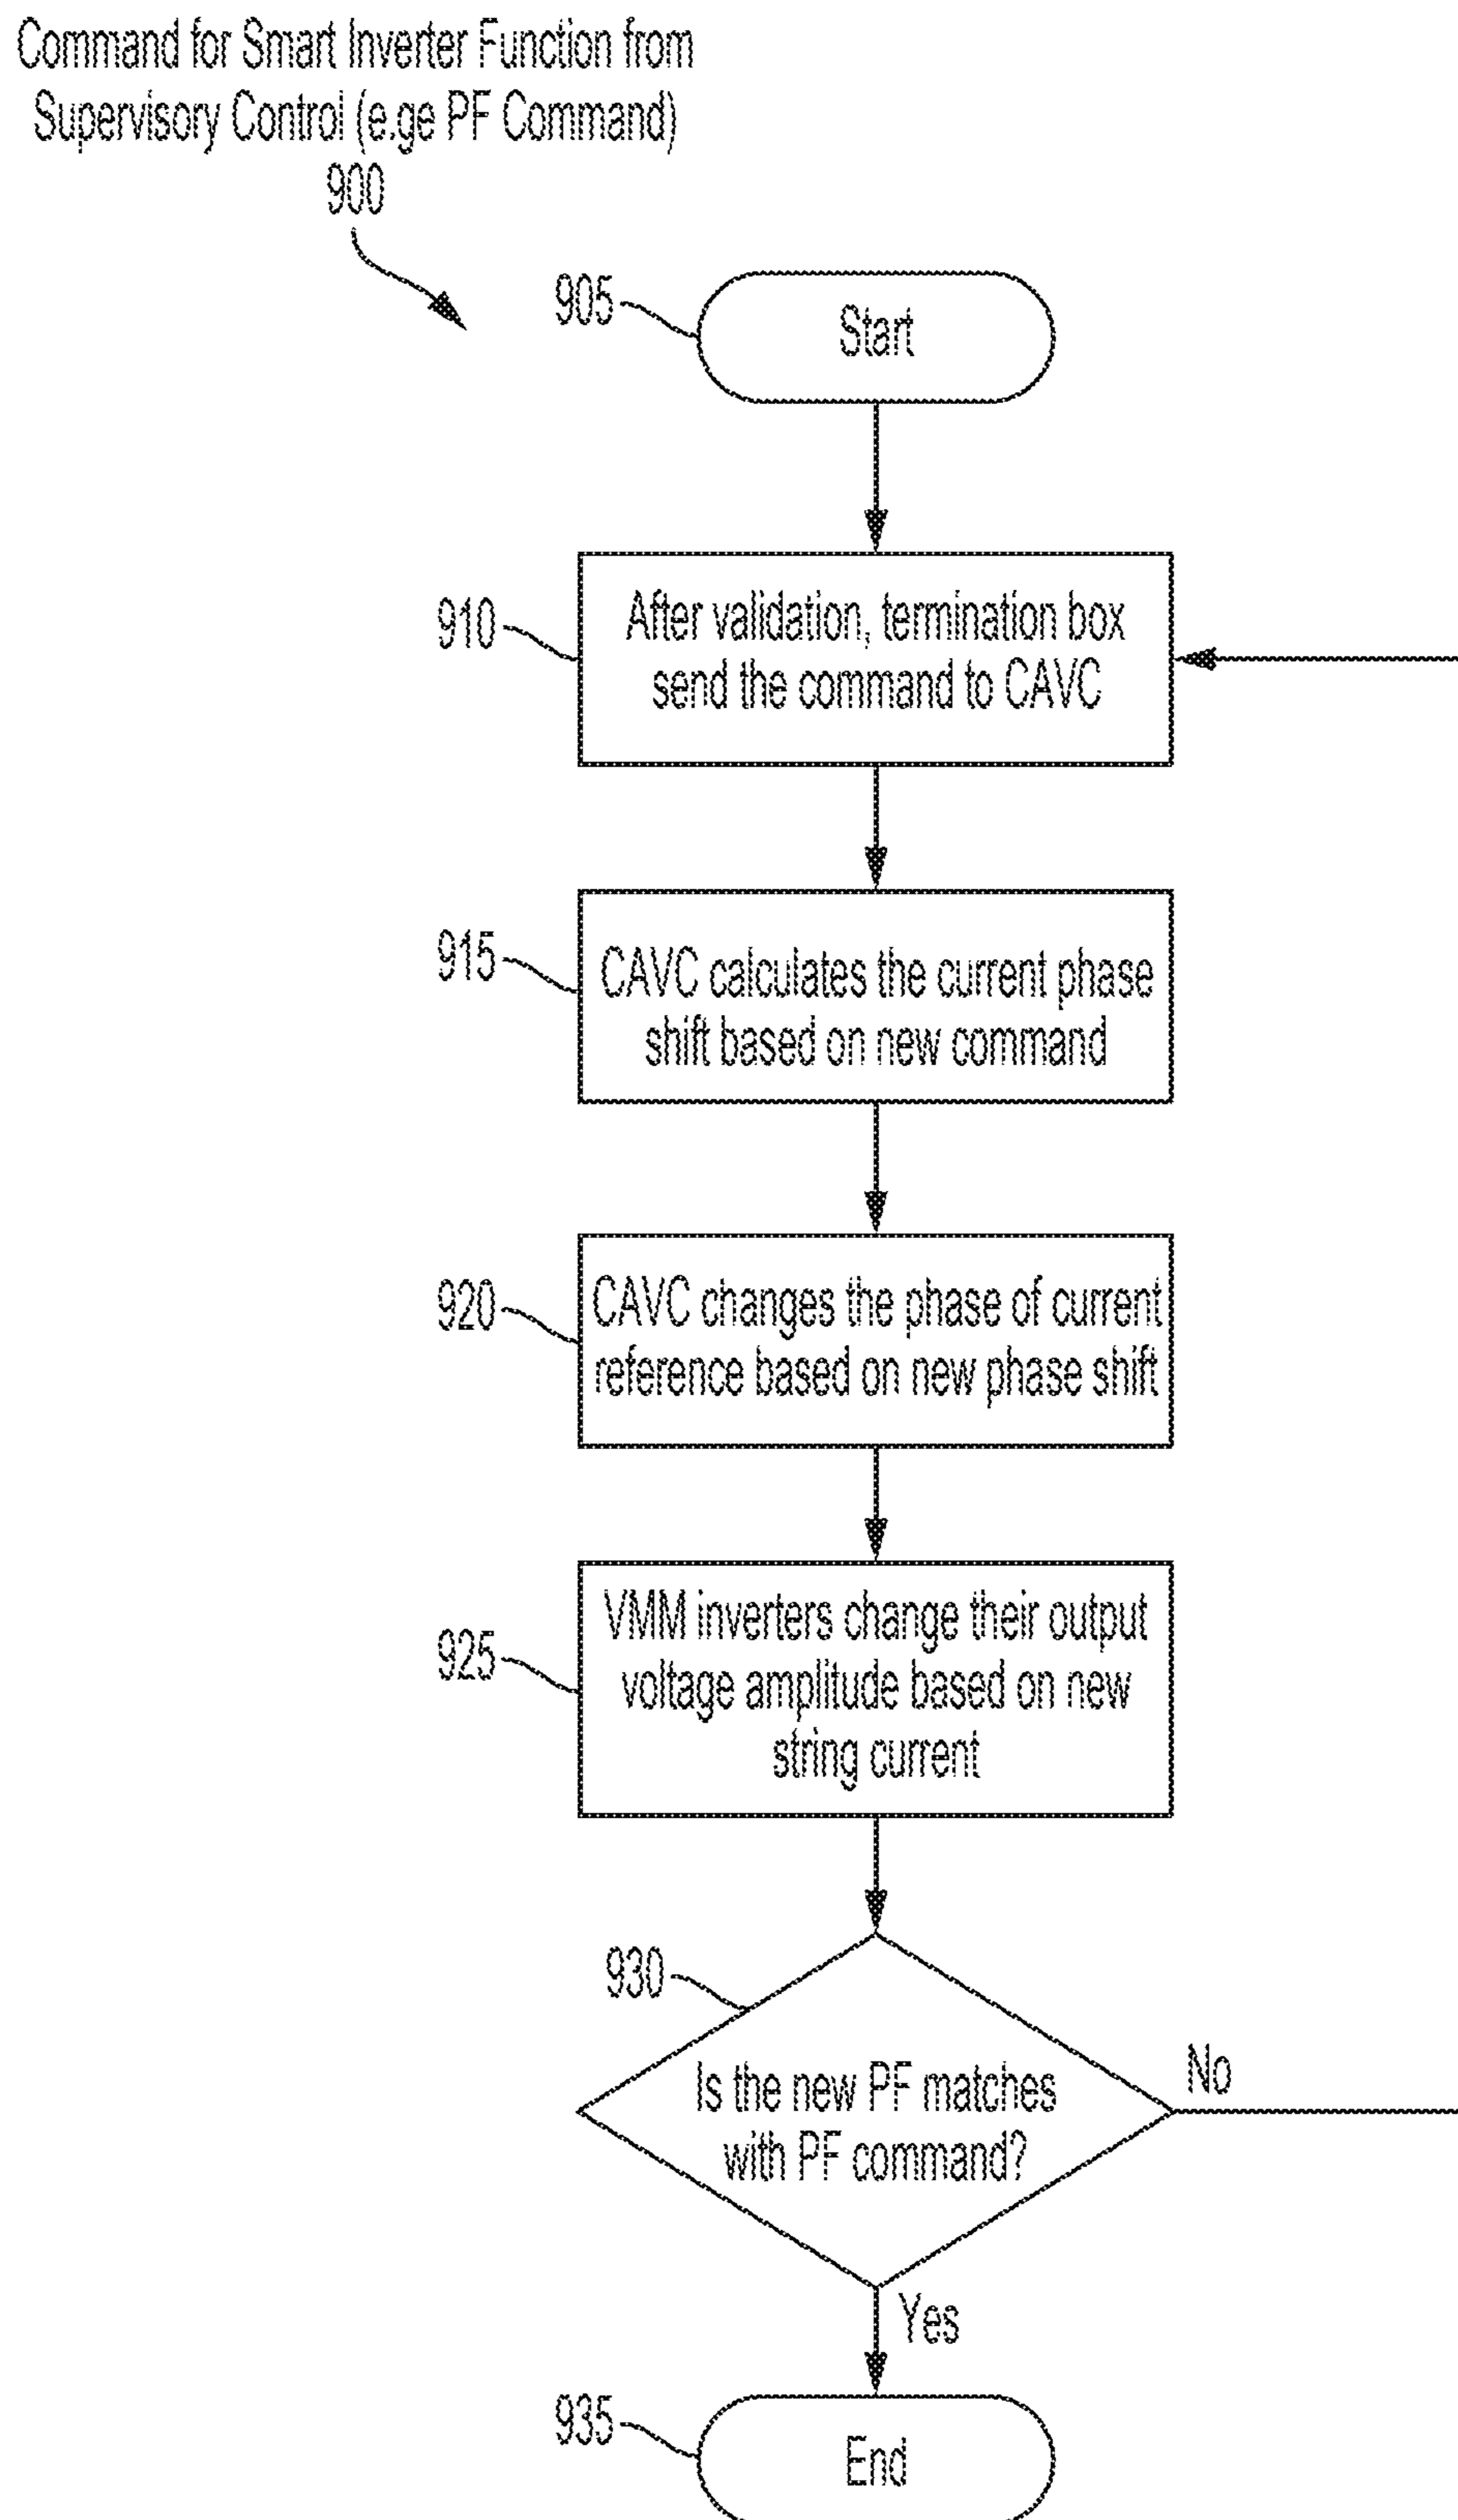 Command for Smart Inverter Function from
Supervisory Control (e.ge PF Command)
900
905
Start
910
After validation, termination box
send the command to CAVC
915
CAVC calculates the current phase
shift based on new command
920
CAVC changes the phase of current
reference based on new phase shift
925
VMM inverters change their output
voltage amplitude based on new
string current
930
Is the new PF matches
with PF command?
No
Yes
935
End